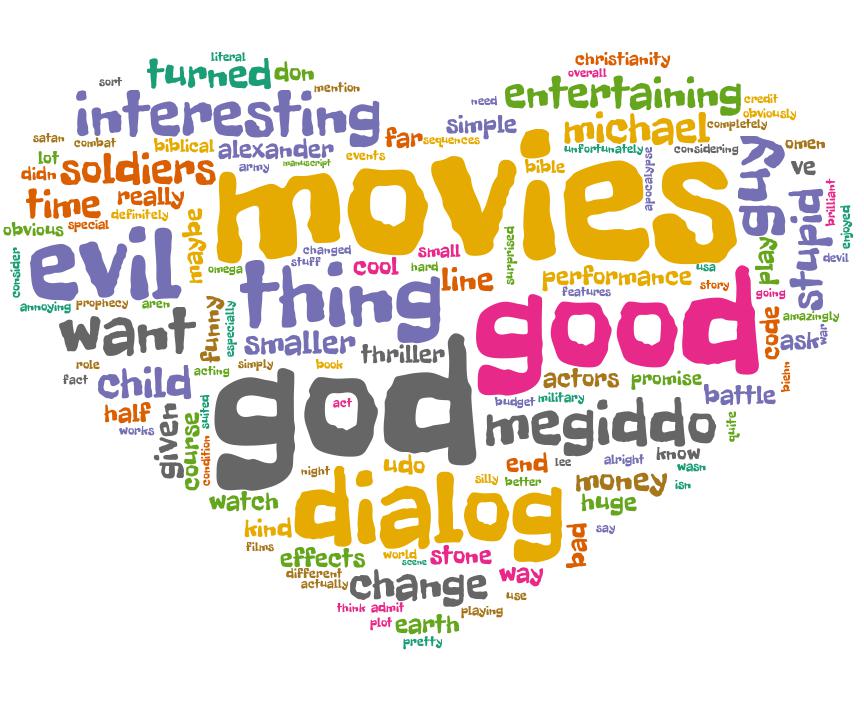 literal
christianity
sort turned don overall
mention
interesting need entertaining credit
obviously
satan combat far sequences simple michael completely
biblical alexander events unfortunately considering omen
lot army manuscript bible apocalypse guy ve
didn soldiers movies
time really stupid brilliant
special definitely maybe enjoyed
obvious evil changed small surprised play devil
consider stuff cool hard line performance usa
omega thing features story going
annoying prophecy aren funny especially good code amazingly
want smaller thriller ask war
role acting simply book actors promise biehn
fact child god act budget military battle
half suited megiddo quite
works given course condition know
udo end lee alright wasn
night silly better money isn
watch dialog huge
kind bad say
films effects world scene stone
different change way
actually use
think admit playing
plot earth
pretty